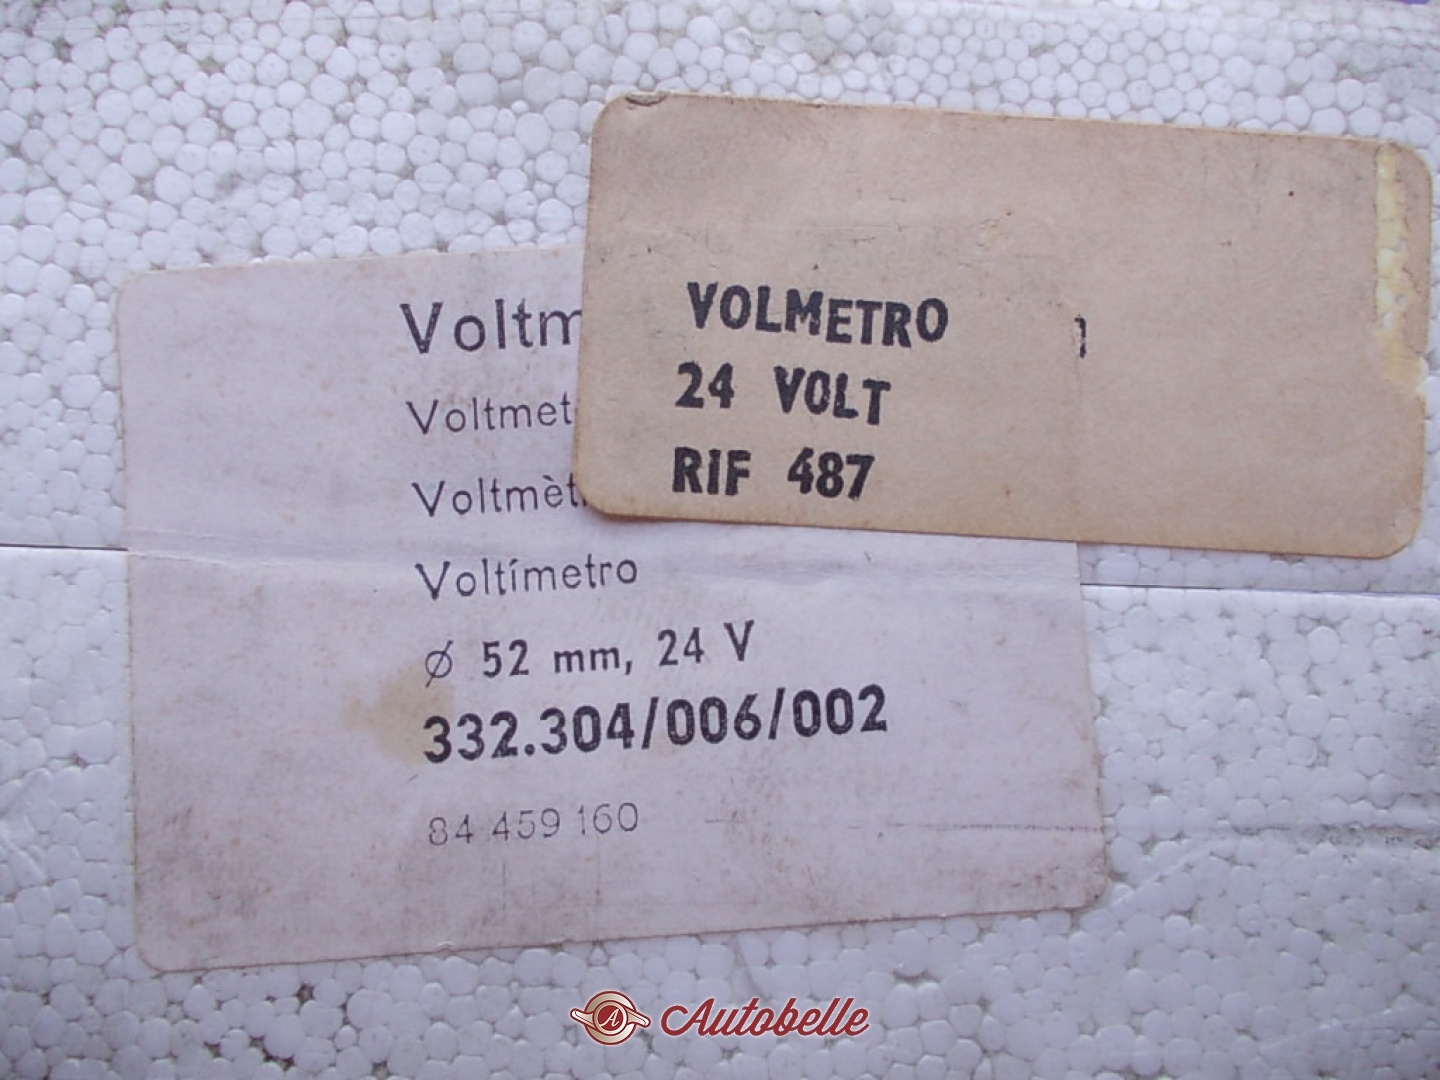 VOLMETRO
24 VOLT
RIF 487
Voltm
Voltmet
Voltmèt
Voltímetro
ø 52 mm, 24 V
332.304/006/002
84 459 160
Autobelle